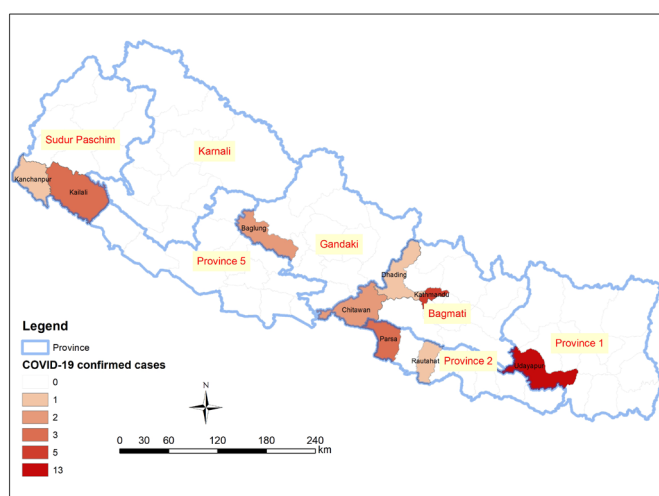 Sudur Paschim
Karnali
Kanchanpur
Kailali
Baglung
Gandaki
Province 5
Dhading
Kathmandu
Chitawan
Bagmati
Parsa
Province 1
Rautahat
Province 2
Udayapur
Legend
Province
COVID-19 confirmed cases
0
1
2
3
5
13
N
0 30 60 120 180 240
km